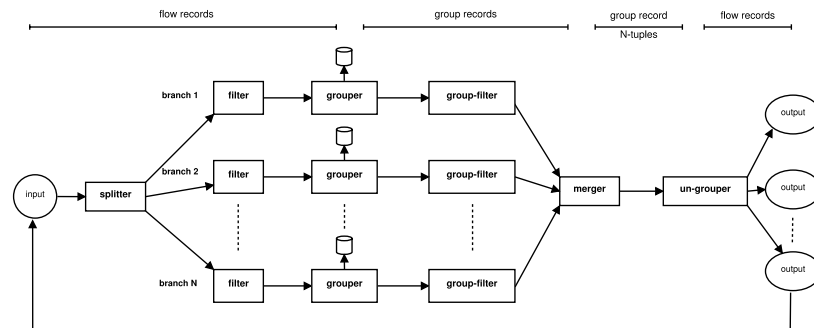 flow records
group records
group record
N-tuples
flow records
branch 1
filter
grouper
group-filter
output
branch 2
filter
grouper
group-filter
input
splitter
merger
un-grouper
output
branch N
filter
grouper
group-filter
output